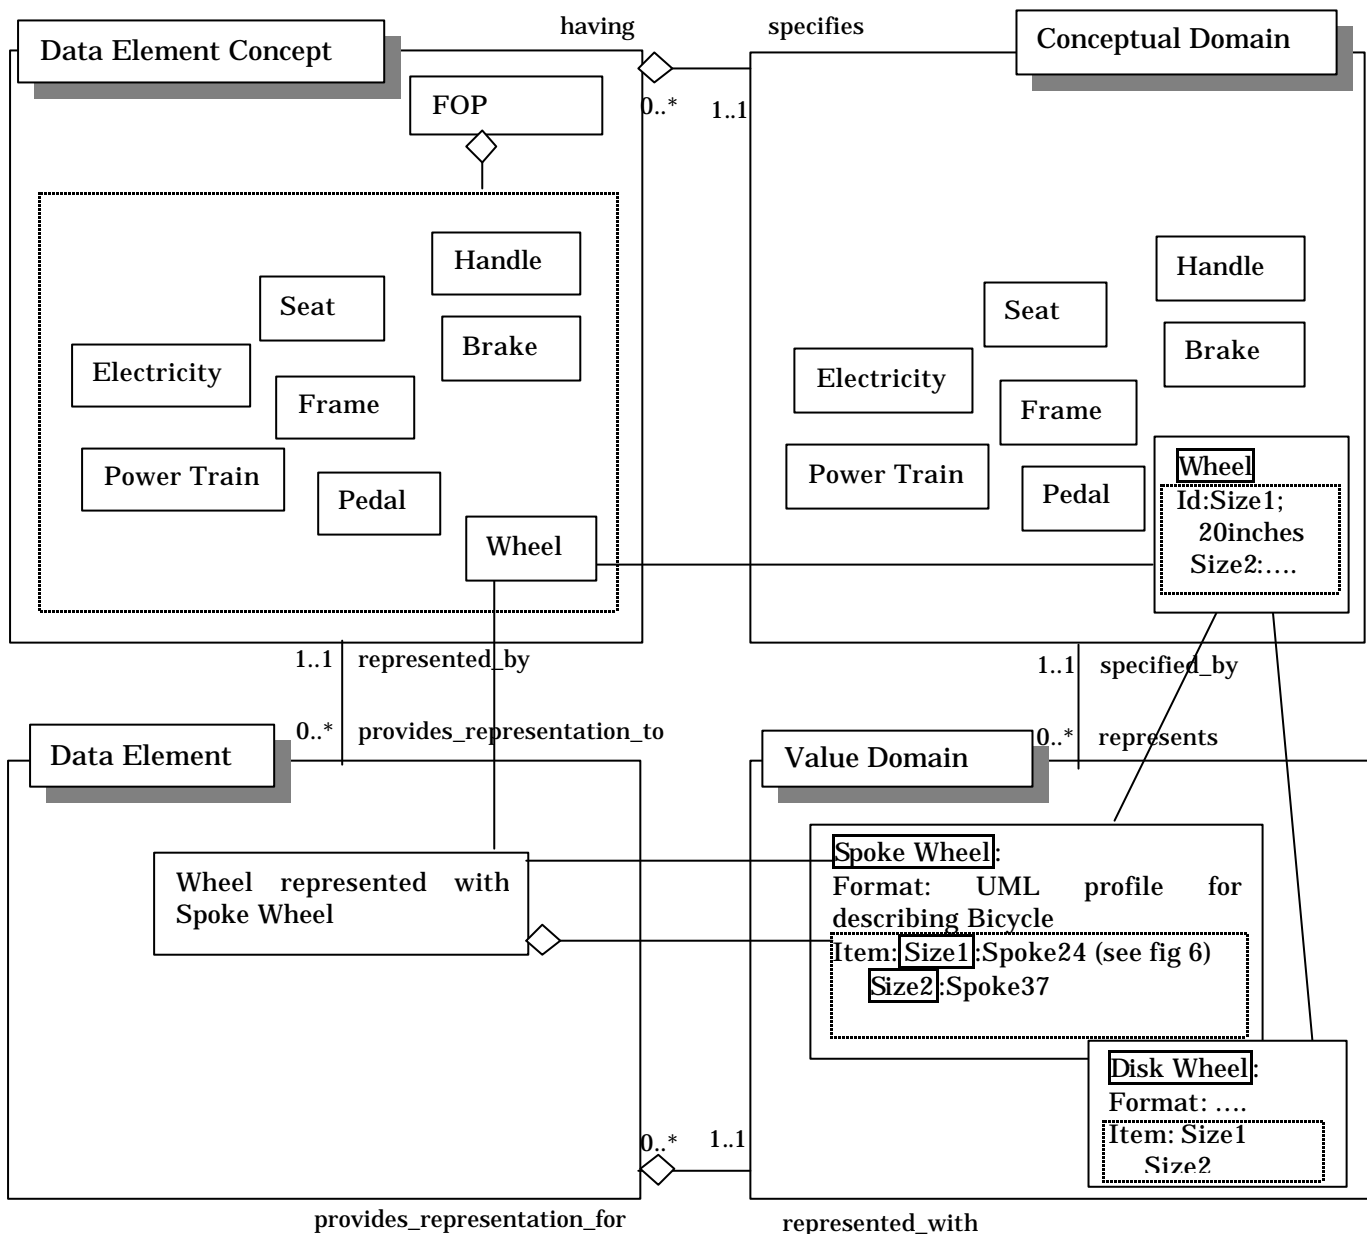 having
specifies
Data Element Concept
Conceptual Domain
FOP
0..*
1..1
Handle
Seat
Brake
Electricity
Frame
Power Train
Pedal
Wheel
Handle
Seat
Brake
Electricity
Frame
Power Train
Pedal
Wheel
Id:Size1;
20inches
Size2:....
1..1
represented_by
1..1
specified_by
0..*
provides_representation_to
0..*
represents
Data Element
Value Domain
Wheel represented with
Spoke Wheel
Spoke Wheel:
Format: UML profile for
describing Bicycle
Item: Size1:Spoke24 (see fig 6)
Size2:Spoke37
Disk Wheel:
Format: ....
Item: Size1
Size2
0..*
1..1
provides_representation_for
represented_with